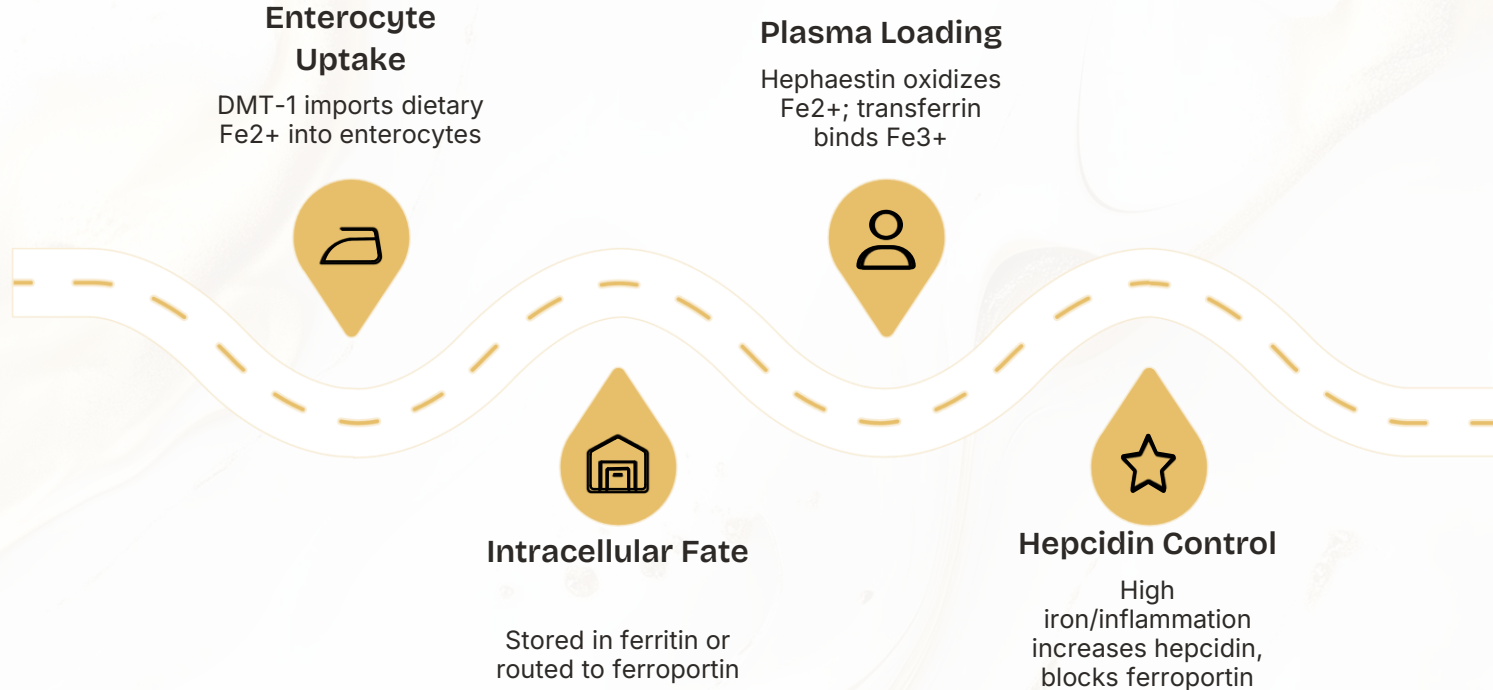 Enterocyte
Uptake
DMT-1 imports dietary
Fe2+ into enterocytes
Plasma Loading
Hephaestin oxidizes
Fe2+; transferrin
binds Fe3+
Intracellular Fate
Stored in ferritin or
routed to ferroportin
Hepcidin Control
High
iron/inflammation
increases hepcidin,
blocks ferroportin